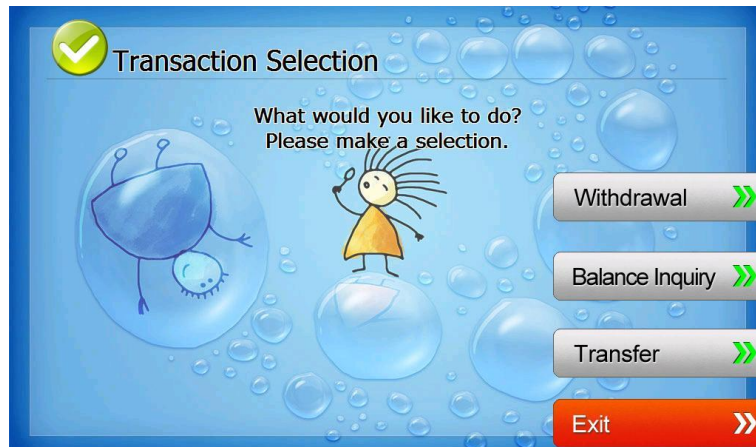 Transaction Selection
What would you like to do?
Please make a selection.
Withdrawal
Balance Inquiry
Transfer
Exit